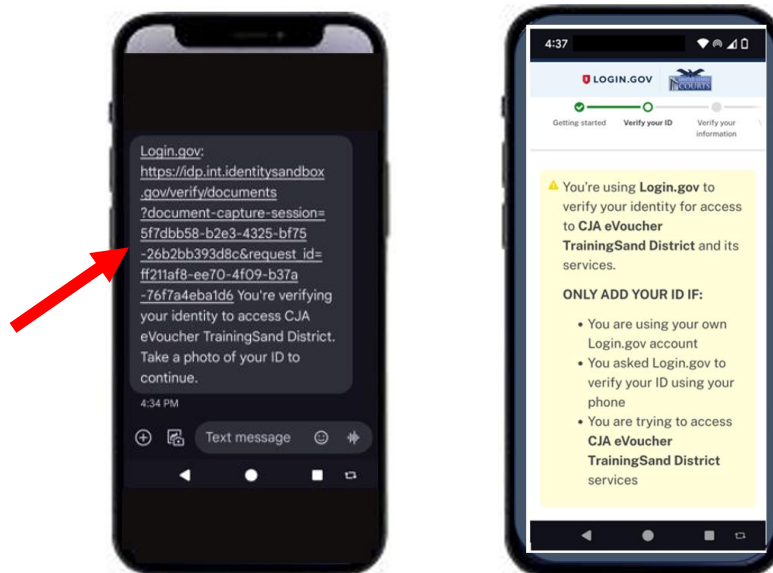 Login.gov:
https://idp.int.identitysandbox
.gov/verify/documents
?document-capture-session=
5f7dbb58-b2e3-4325-bf75
-26b2bb393d8c&request_id=
ff211af8-ee70-4f09-b37a
-76f7a4eba1d6 You're verifying
your identity to access CJA
eVoucher TrainingSand District.
Take a photo of your ID to
continue.
4:34 PM
Text message
4:37
LOGIN.GOV
COURTS
Getting started Verify your ID Verify your
information
You're using Login.gov to
verify your identity for access
to CJA eVoucher
TrainingSand District and its
services.
ONLY ADD YOUR ID IF:
• You are using your own
Login.gov account
• You asked Login.gov to
verify your ID using your
phone
• You are trying to access
CJA eVoucher
TrainingSand District
services